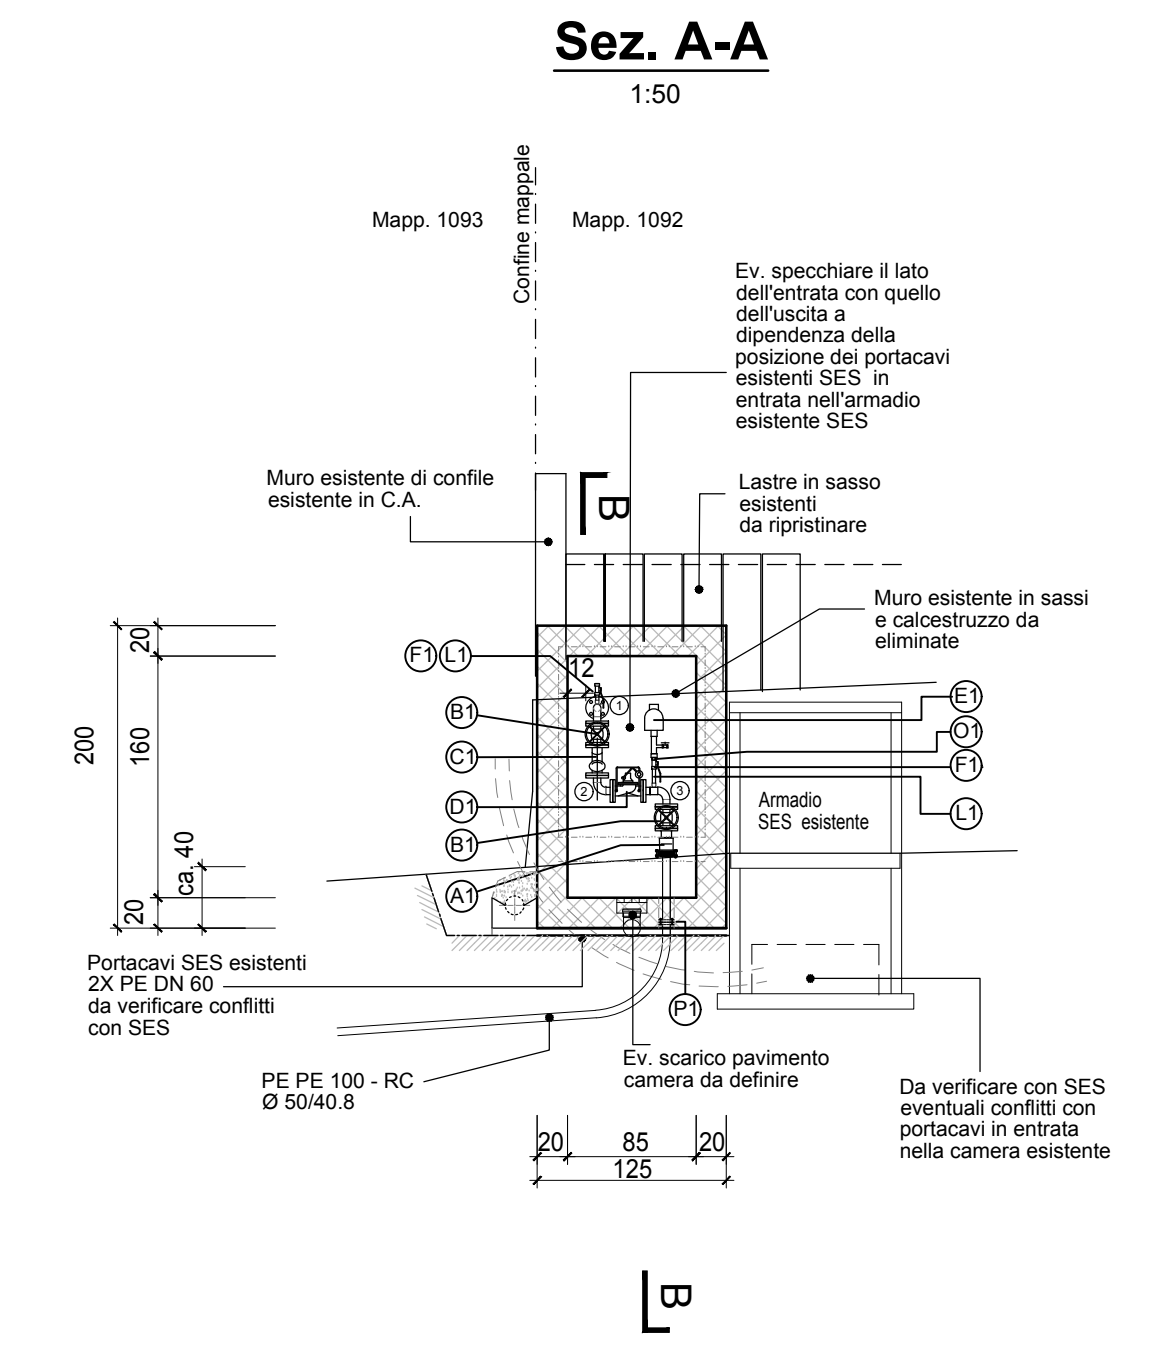 Sez. A-A
1:50
Confine mappale
Mapp. 1093
Mapp. 1092
Ev. specchiare il lato
dell'entrata con quello
dell'uscita a
dipendenza della
posizione dei portacavi
esistenti SES in
entrata nell'armadio
esistente SES
Muro esistente di confile
esistente in C.A.
B
Lastre in sasso
esistenti
da ripristinare
Muro esistente in sassi
e calcestruzzo da
eliminate
F1
L1
12
1
B1
C1
2
3
D1
B1
A1
E1
O1
F1
L1
Armadio
SES esistente
20
200
160
ca. 40
20
Portacavi SES esistenti
2X PE DN 60
da verificare conflitti
con SES
P1
PE PE 100 - RC
Ø 50/40.8
Ev. scarico pavimento
camera da definire
Da verificare con SES
eventuali conflitti con
portacavi in entrata
nella camera esistente
20
85
20
125
B